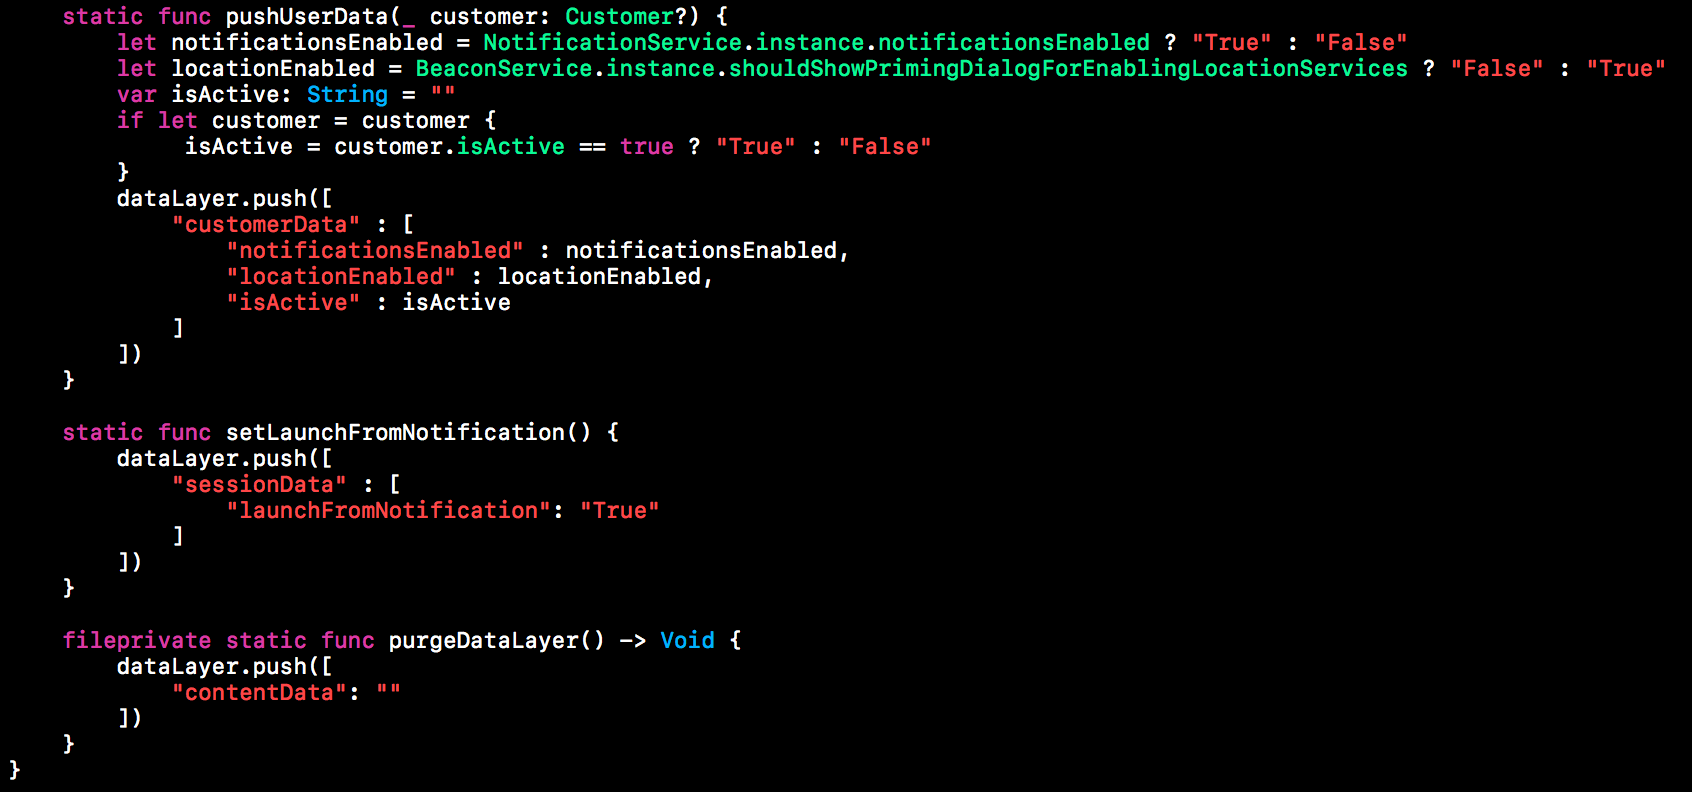 static func pushUserData(_ customer: Customer?) {
let notificationsEnabled = NotificationService.instance.notificationsEnabled ? "True" : "False"
let locationEnabled = BeaconService.instance.shouldShowPrimingDialogForEnablingLocationServices ? "False" : "True"
var isActive: String = ""
if let customer = customer {
isActive = customer.isActive == true ? "True" : "False"
}
dataLayer.push([
"customerData" : [
"notificationsEnabled" : notificationsEnabled,
"locationEnabled" : locationEnabled,
"isActive" : isActive
]
])
}
static func setLaunchFromNotification() {
dataLayer.push([
"sessionData" : [
"launchFromNotification": "True"
]
])
}
fileprivate static func purgeDataLayer() -> Void {
dataLayer.push([
"contentData": ""
])
}
}